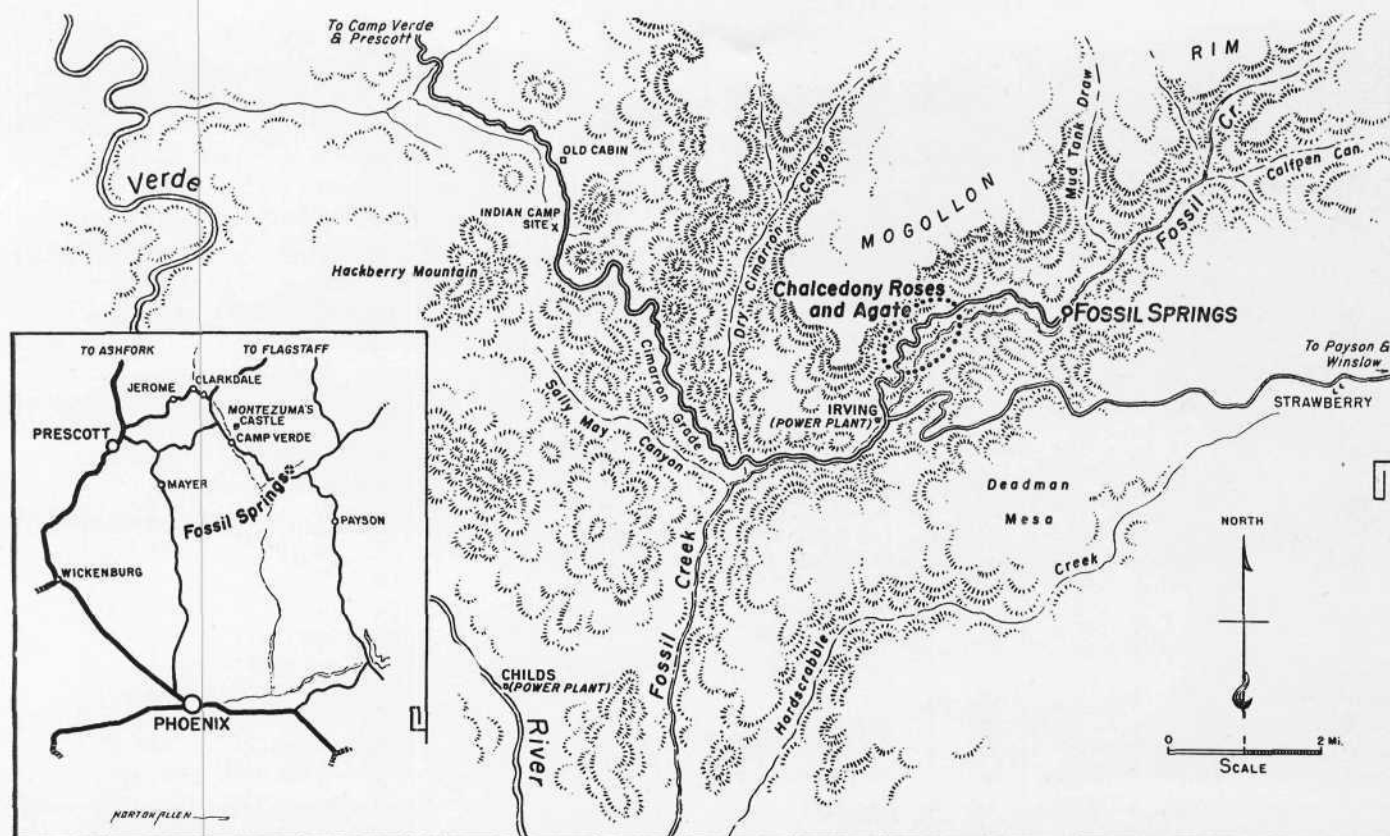 To Camp Verde
& Prescott
RIM
Mud Tank Draw
Cr.
Calfpen Can.
Fossil
OLD CABIN
Verde
Dry Cimarron Canyon
INDIAN CAMP
SITE X
MOGOLLON
Hackberry Mountain
Chalcedony Roses
and Agate
FOSSIL SPRINGS
To Payson &
Winslow
STRAWBERRY
Cimarron Grade
Sally May Canyon
IRVING
(POWER PLANT)
Deadman
Mesa
Creek
Hardscrabble
Fossil
Creek
CHILDS
(POWER PLANT)
River
NORTH
0 1 2 Mi.
SCALE
TO ASHFORK
TO FLAGSTAFF
CLARKDALE
JEROME
MONTEZUMA'S
CASTLE
PRESCOTT
CAMP VERDE
MAYER
Fossil Springs
PAYSON
WICKENBURG
PHOENIX
NORTON ALLEN